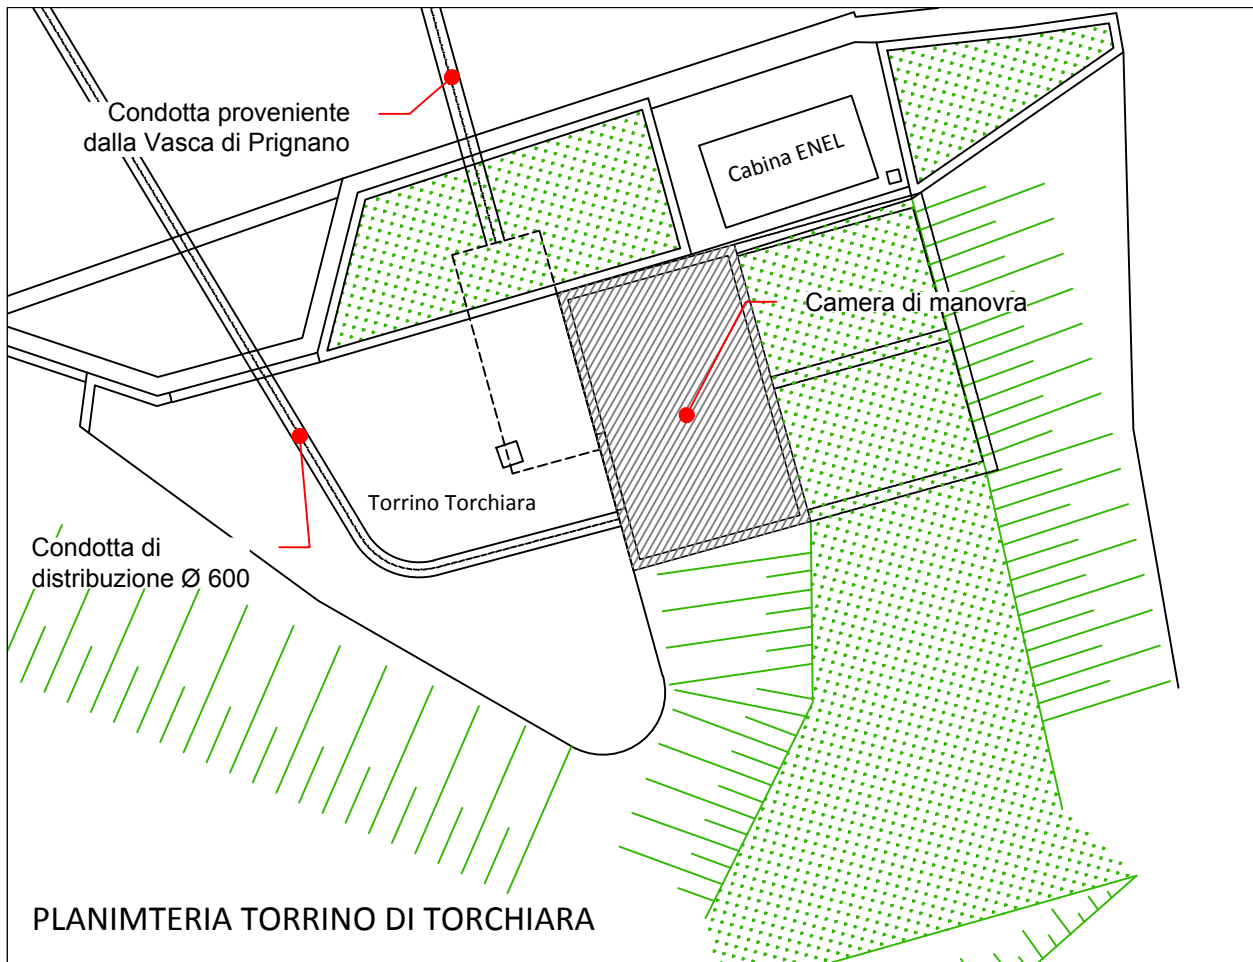 Condotta proveniente
dalla Vasca di Prignano
Cabina ENEL
Camera di manovra
Torrino Torchiara
Condotta di
distribuzione Ø 600
PLANIMTERIA TORRINO DI TORCHIARA